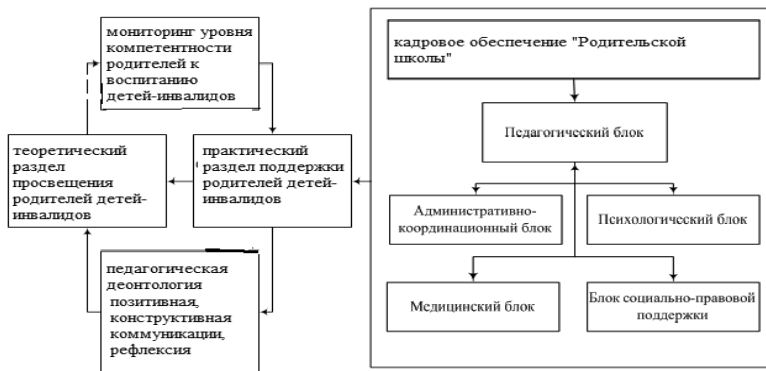 мониторинг уровня
компетентности
родителей к
воспитанию
детей-инвалидов
теоретический
раздел
просвещения
родителей детей-
инвалидов
практический
раздел поддержки
родителей детей-
инвалидов
педагогическая
деонтология
позитивная,
конструктивная
коммуникации,
рефлексия
кадровое обеспечение "Родительской
школы"
Педагогический блок
Административно-
координационный блок
Психологический блок
Медицинский блок
Блок социально-правовой
поддержки